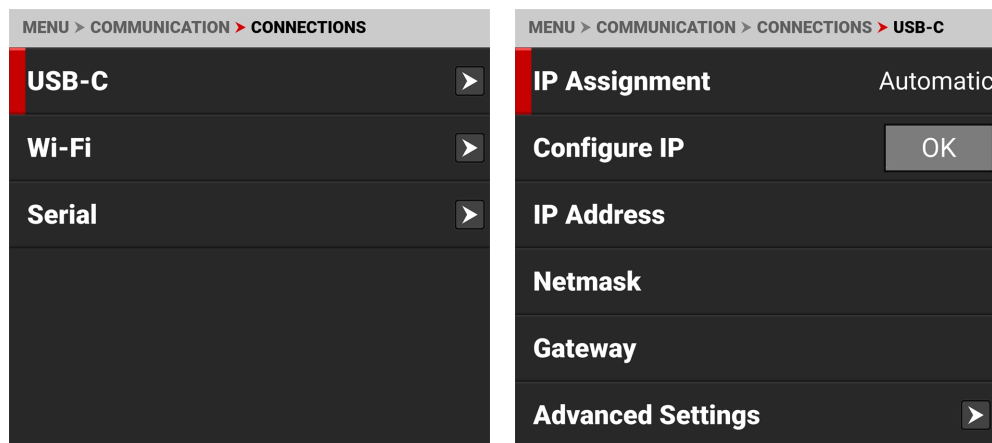 MENU ➤ COMMUNICATION ➤ CONNECTIONS
USB-C
Wi-Fi
Serial
MENU ➤ COMMUNICATION ➤ CONNECTIONS ➤ USB-C
IP Assignment Automatic
Configure IP OK
IP Address
Netmask
Gateway
Advanced Settings